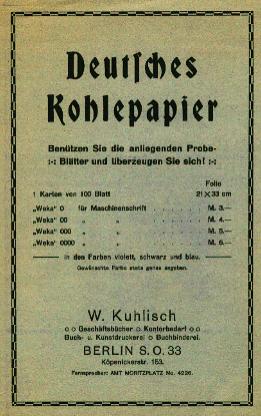 Deutſches
Kohlepapier
Benützen Sie die anliegenden Probe-
Blätter und überzeugen Sie sich!
Folio
1 Karton von 100 Blatt 21 × 33 cm
„Weka“ 0 für Maschinenschrift . . . . . . M. 3.—
„Weka“ 00 „ „ . . . . . . M. 4.—
„Weka“ 000 „ „ . . . . . . M. 5.—
„Weka“ 0000 „ „ . . . . . . M. 6.—
in den Farben violett, schwarz und blau.
Gewünschte Farbe stets genau angeben.
W. Kuhlisch
Geschäftsbücher o Kontorbedarf
Buch- u. Kunstdruckerei o Buchbinderei.
BERLIN S.O. 33
Köpenickerstr. 153.
Fernsprecher: AMT MORITZPLATZ No. 4226.